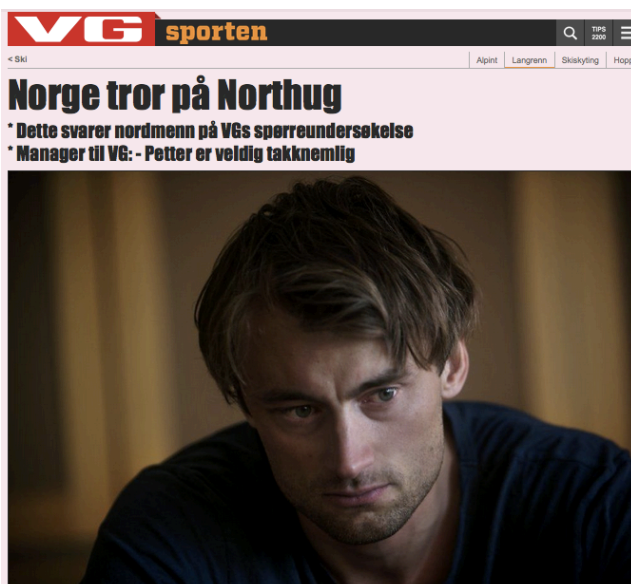 VG sporten
TIPS
2200
< Ski
Alpint Langrenn Skiskyting Hopp
Norge tror på Northug
* Dette svarer nordmenn på VGs spørreundersøkelse
* Manager til VG: - Petter er veldig takknemlig